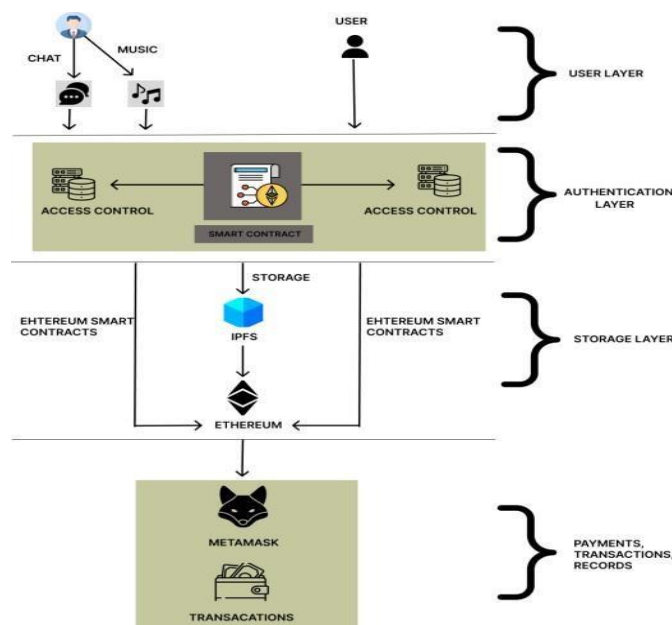 USER
MUSIC
CHAT
USER LAYER
ACCESS CONTROL
ACCESS CONTROL
SMART CONTRACT
AUTHENTICATION
LAYER
STORAGE
EHTEREUM SMART
CONTRACTS
IPFS
EHTEREUM SMART
CONTRACTS
STORAGE LAYER
ETHEREUM
METAMASK
TRANSACATIONS
PAYMENTS,
TRANSACTIONS,
RECORDS